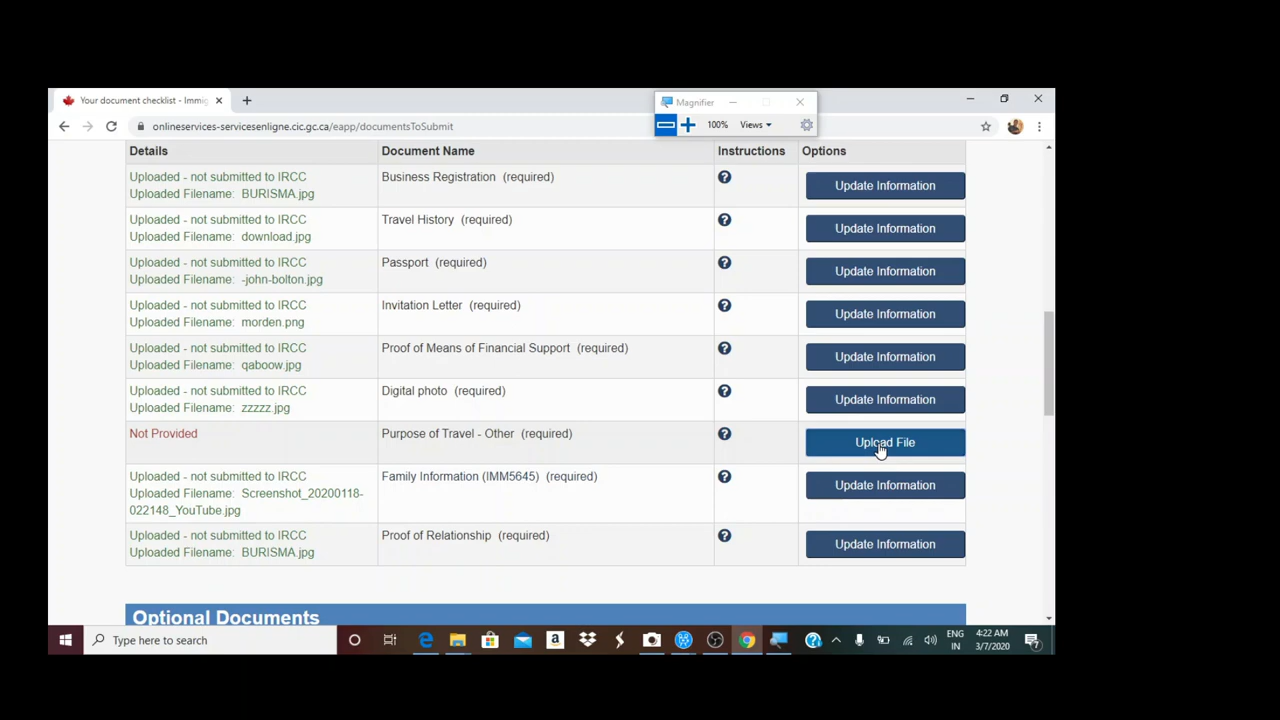 Your document checklist - Immig
Magnifier
100% Views
onlineservices-servicesenligne.cic.gc.ca/eapp/documentsToSubmit
Details Document Name Instructions Options
Uploaded - not submitted to IRCC Business Registration (required) Update Information
Uploaded Filename: BURISMA.jpg
Uploaded - not submitted to IRCC Travel History (required) Update Information
Uploaded Filename: download.jpg
Uploaded - not submitted to IRCC Passport (required) Update Information
Uploaded Filename: -john-bolton.jpg
Uploaded - not submitted to IRCC Invitation Letter (required) Update Information
Uploaded Filename: morden.png
Uploaded - not submitted to IRCC Proof of Means of Financial Support (required) Update Information
Uploaded Filename: qaboow.jpg
Uploaded - not submitted to IRCC Digital photo (required) Update Information
Uploaded Filename: zzzzz.jpg
Not Provided Purpose of Travel - Other (required) Upload File
Uploaded - not submitted to IRCC Family Information (IMM5645) (required) Update Information
Uploaded Filename: Screenshot_20200118-
022148_YouTube.jpg
Uploaded - not submitted to IRCC Proof of Relationship (required) Update Information
Uploaded Filename: BURISMA.jpg
Optional Documents
Type here to search
ENG 4:22 AM
IN 3/7/2020